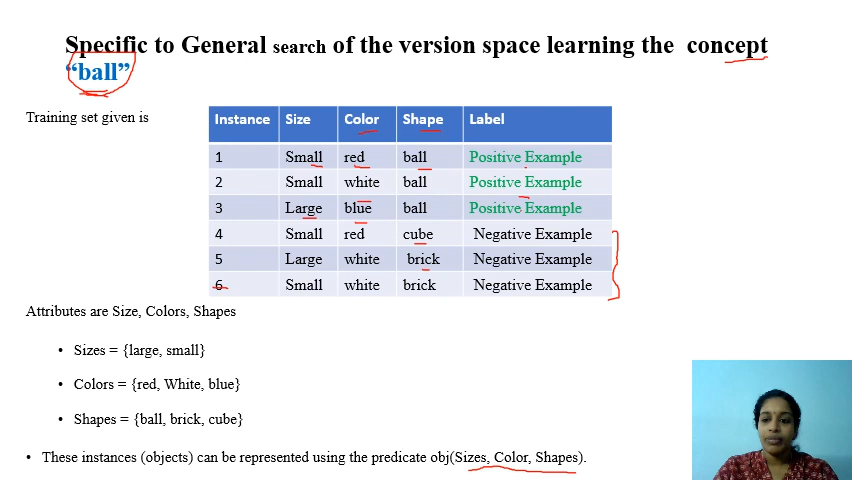 Specific to General search of the version space learning the concept
“ball”
Training set given is
Instance Size Color Shape Label
1 Small red ball Positive Example
2 Small white ball Positive Example
3 Large blue ball Positive Example
4 Small red cube Negative Example
5 Large white brick Negative Example
6 Small white brick Negative Example
Attributes are Size, Colors, Shapes
• Sizes = {large, small}
• Colors = {red, White, blue}
• Shapes = {ball, brick, cube}
• These instances (objects) can be represented using the predicate obj(Sizes, Color, Shapes).